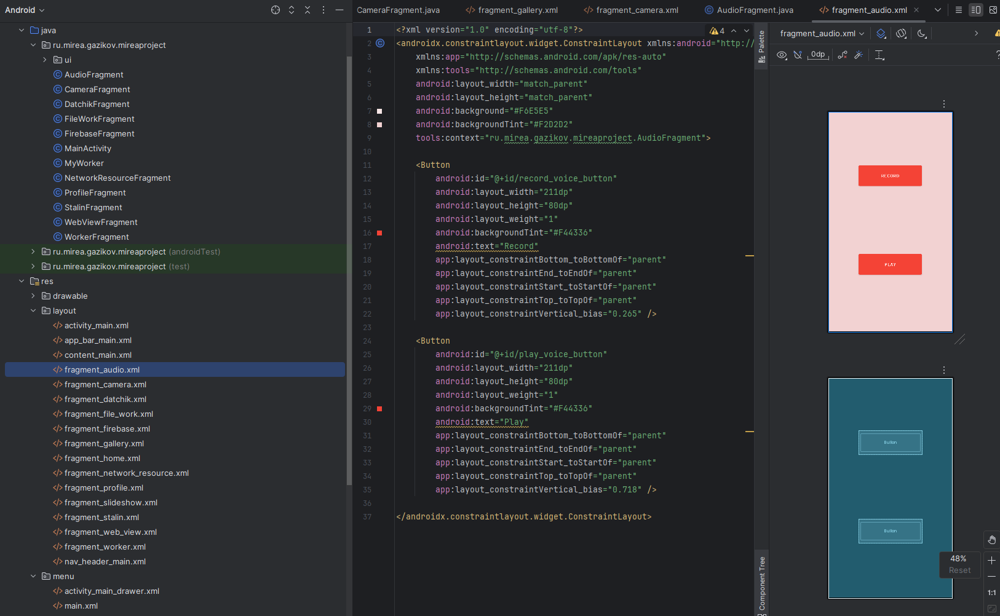 Android
java
ru.mirea.gazikov.mireaproject
ui
AudioFragment
CameraFragment
DatchikFragment
FileWorkFragment
FirebaseFragment
MainActivity
MyWorker
NetworkResourceFragment
ProfileFragment
StalinFragment
WebViewFragment
WorkerFragment
ru.mirea.gazikov.mireaproject (androidTest)
ru.mirea.gazikov.mireaproject (test)
res
drawable
layout
activity_main.xml
app_bar_main.xml
content_main.xml
fragment_audio.xml
fragment_camera.xml
fragment_datchik.xml
fragment_file_work.xml
fragment_firebase.xml
fragment_gallery.xml
fragment_home.xml
fragment_network_resource.xml
fragment_profile.xml
fragment_slideshow.xml
fragment_stalin.xml
fragment_web_view.xml
fragment_worker.xml
nav_header_main.xml
menu
activity_main_drawer.xml
main.xml
CameraFragment.java fragment_gallery.xml fragment_camera.xml AudioFragment.java fragment_audio.xml
4
1 <?xml version="1.0" encoding="utf-8"?>
2 <androidx.constraintlayout.widget.ConstraintLayout xmlns:android="http://
3 xmlns:app="http://schemas.android.com/apk/res-auto"
4 xmlns:tools="http://schemas.android.com/tools"
5 android:layout_width="match_parent"
6 android:layout_height="match_parent"
7 android:background="#F6E5E5"
8 android:backgroundTint="#F2D2D2"
9 tools:context="ru.mirea.gazikov.mireaproject.AudioFragment">
10
11 <Button
12 android:id="@+id/record_voice_button"
13 android:layout_width="211dp"
14 android:layout_height="80dp"
15 android:layout_weight="1"
16 android:backgroundTint="#F44336"
17 android:text="Record"
18 app:layout_constraintBottom_toBottomOf="parent"
19 app:layout_constraintEnd_toEndOf="parent"
20 app:layout_constraintStart_toStartOf="parent"
21 app:layout_constraintTop_toTopOf="parent"
22 app:layout_constraintVertical_bias="0.265" />
23
24 <Button
25 android:id="@+id/play_voice_button"
26 android:layout_width="211dp"
27 android:layout_height="80dp"
28 android:layout_weight="1"
29 android:backgroundTint="#F44336"
30 android:text="Play"
31 app:layout_constraintBottom_toBottomOf="parent"
32 app:layout_constraintEnd_toEndOf="parent"
33 app:layout_constraintStart_toStartOf="parent"
34 app:layout_constraintTop_toTopOf="parent"
35 app:layout_constraintVertical_bias="0.718" />
36
37 </androidx.constraintlayout.widget.ConstraintLayout>
Palette
Component Tree
fragment_audio.xml
0dp
RECORD
PLAY
Button
Button
48%
Reset
1:1